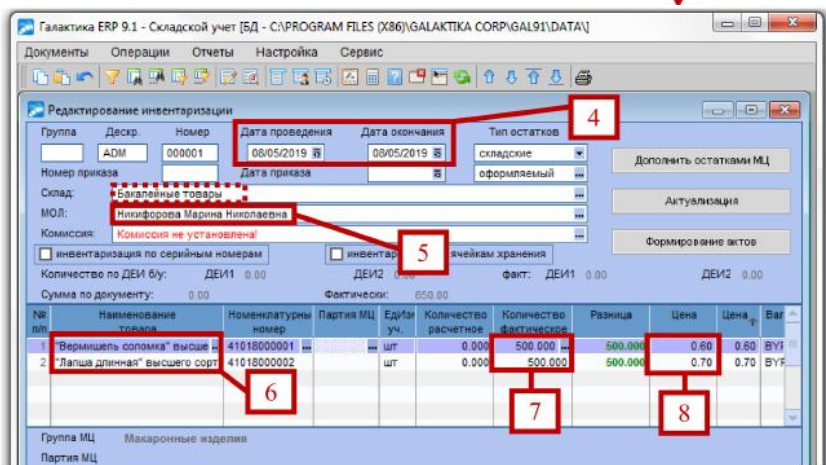 Галактика ERP 9.1 - Складской учет [БД - C:\PROGRAM FILES (X86)\GALAKTIKA CORP\GAL91\DATA\]
Документы Операции Отчеты Настройка Сервис
Редактирование инвентаризации
4
Группа Дескр. Номер Дата проведения Дата окончания Тип остатков
ADM 000001 08/05/2019 08/05/2019 складские
Дополнить остатками МЦ
Номер приказа Дата приказа оформляемый
Склад: Бакалейные товары
Актуализация
МОЛ: Никифорова Марина Николаевна
Комиссия: Комиссия не установлена!
5
Формирование актов
инвентаризация по серийным номерам ячейкам хранения
Количество по ДЕИ б/у: ДЕИ1 0.00 ДЕИ2 факт: ДЕИ1 0.00 ДЕИ2 0.00
Сумма по документу: 0.00 Фактически: 650.00
№ п/п Наименование товара Номенклатурны номер Партия МЦ ЕдИзм уч. Количество расчетное Количество фактическое Разница Цена Цена Вал
1 "Вермишель соломка" высше ... 41018000001 ... ... шт 0.000 500.000 ... 500.000 0.60 0.60 BYF
2 "Лапша длинная" высшего сорт 41018000002 шт 0.000 500.000 500.000 0.70 0.70 BYF
6
7
8
Группа МЦ Макаронные изделия
Партия МЦ